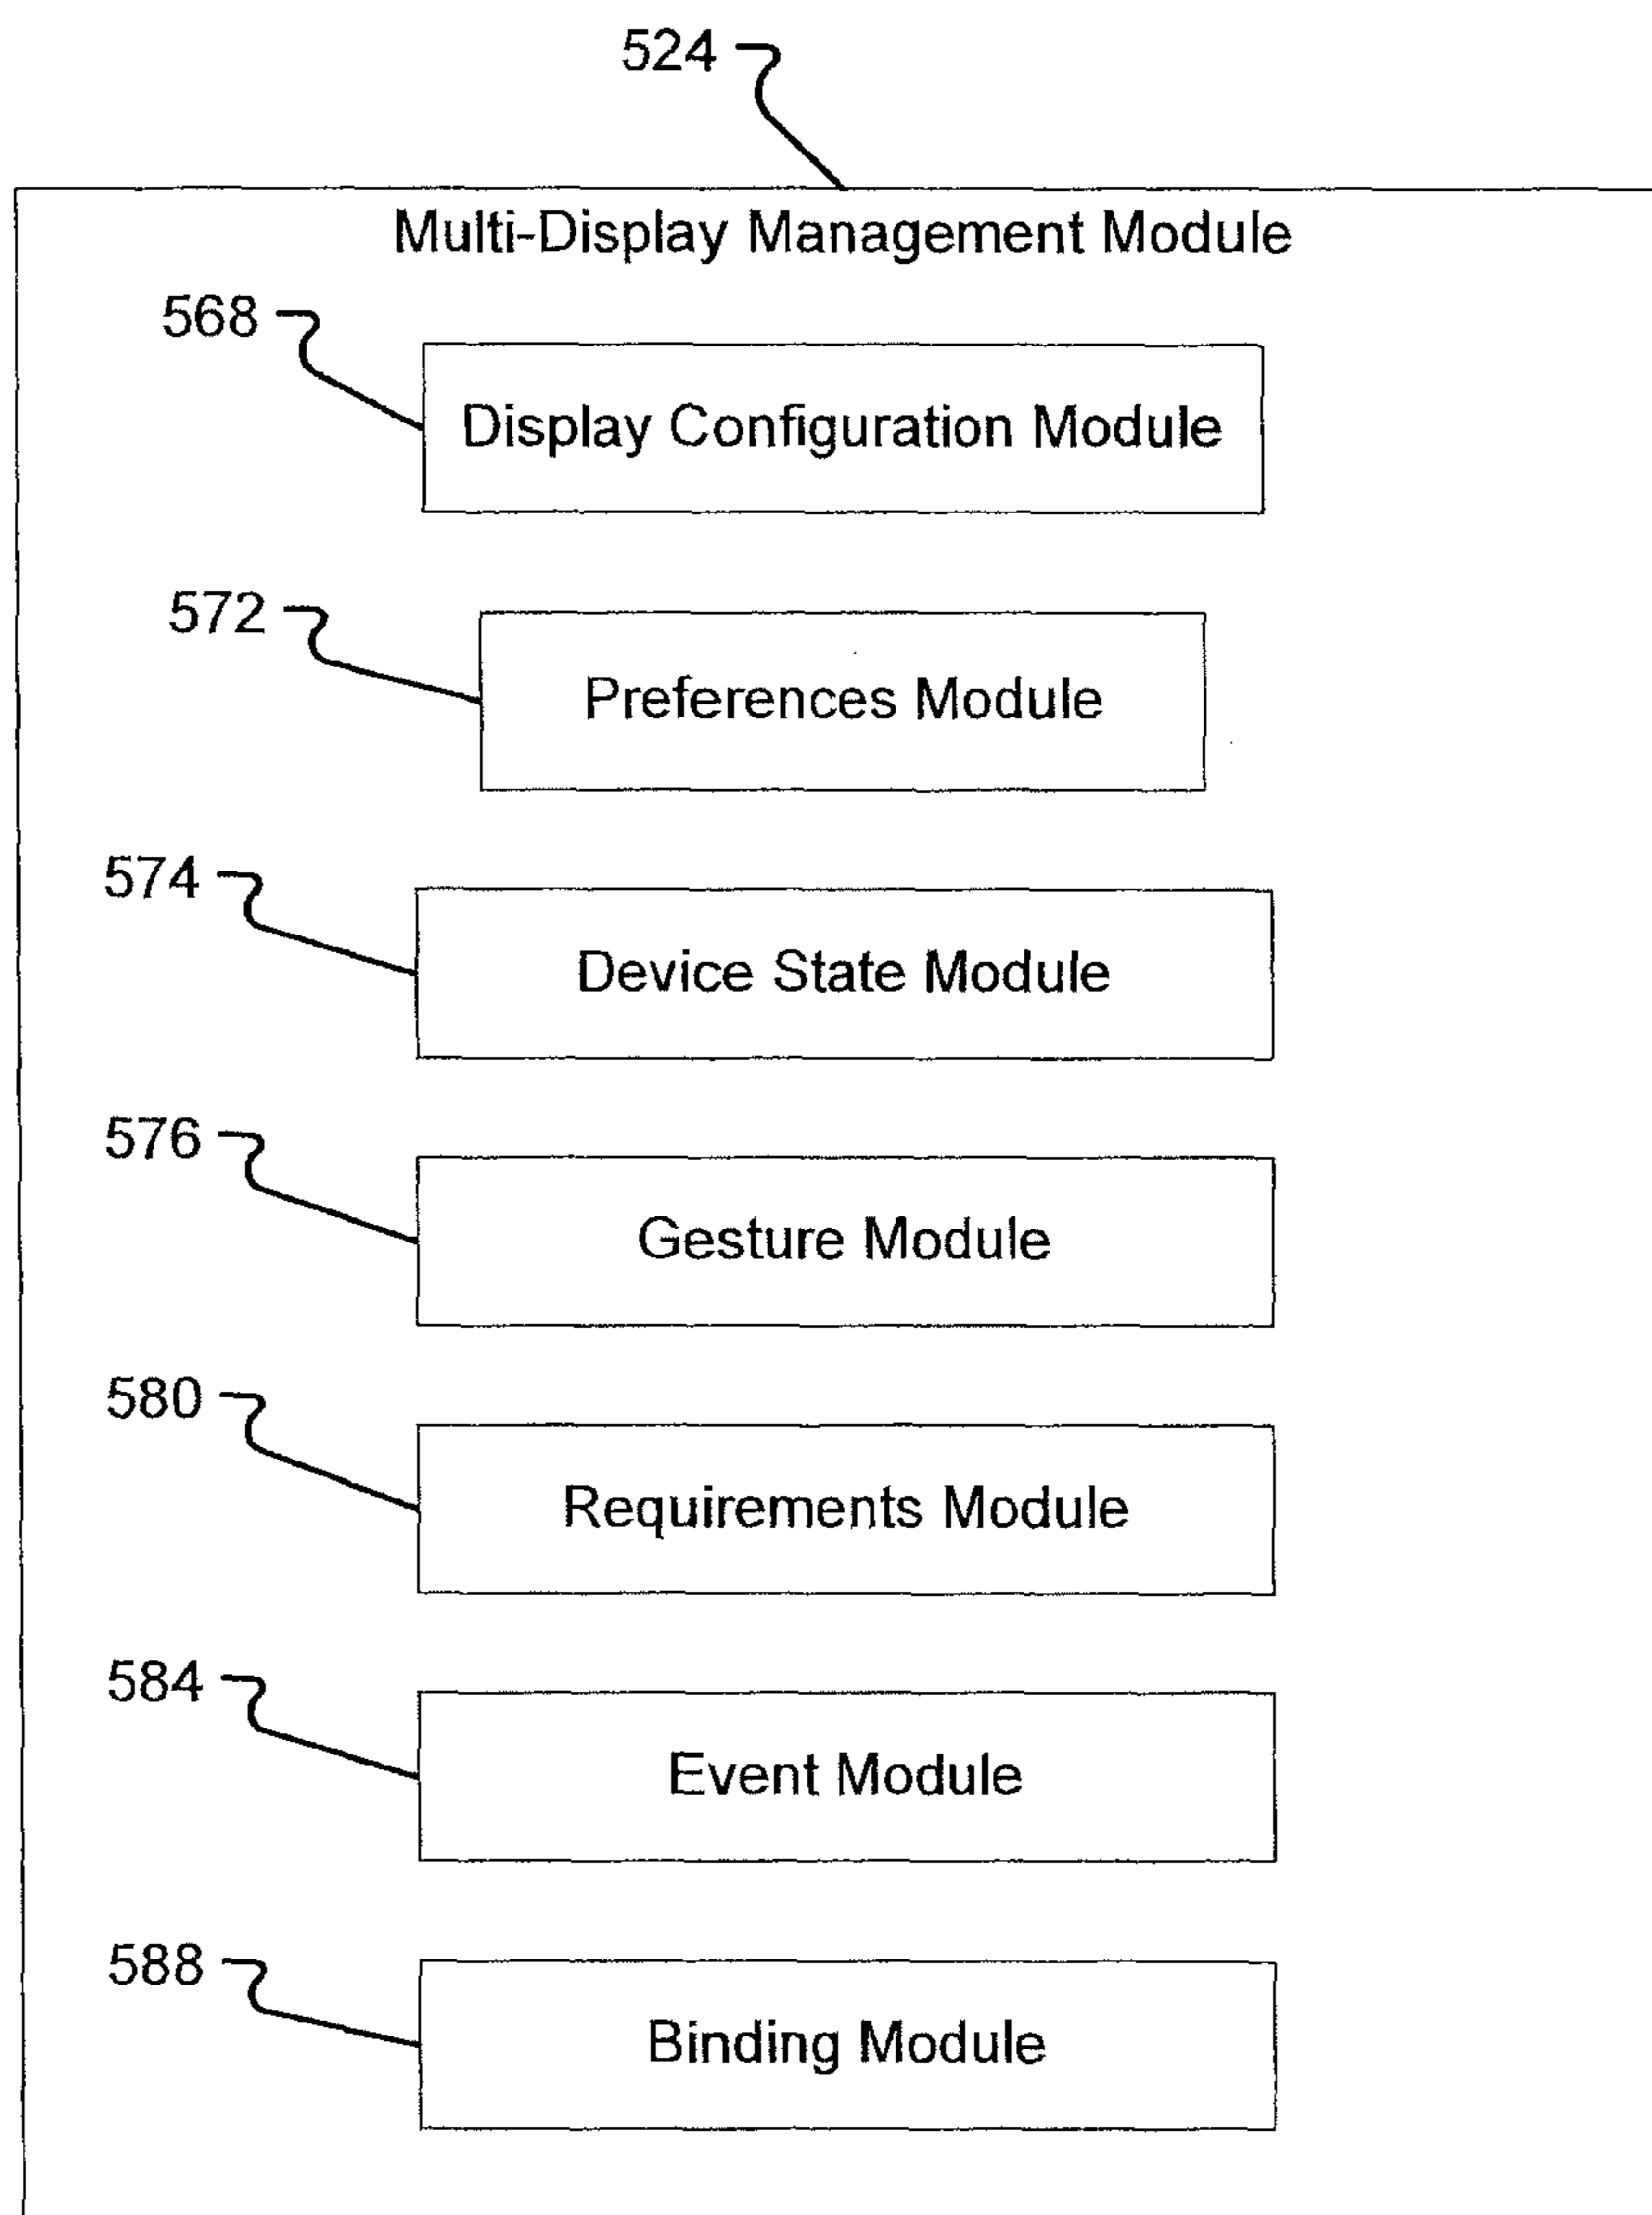 524
Multi-Display Management Module
568
Display Configuration Module
572
Preferences Module
574
Device State Module
576
Gesture Module
580
Requirements Module
584
Event Module
588
Binding Module